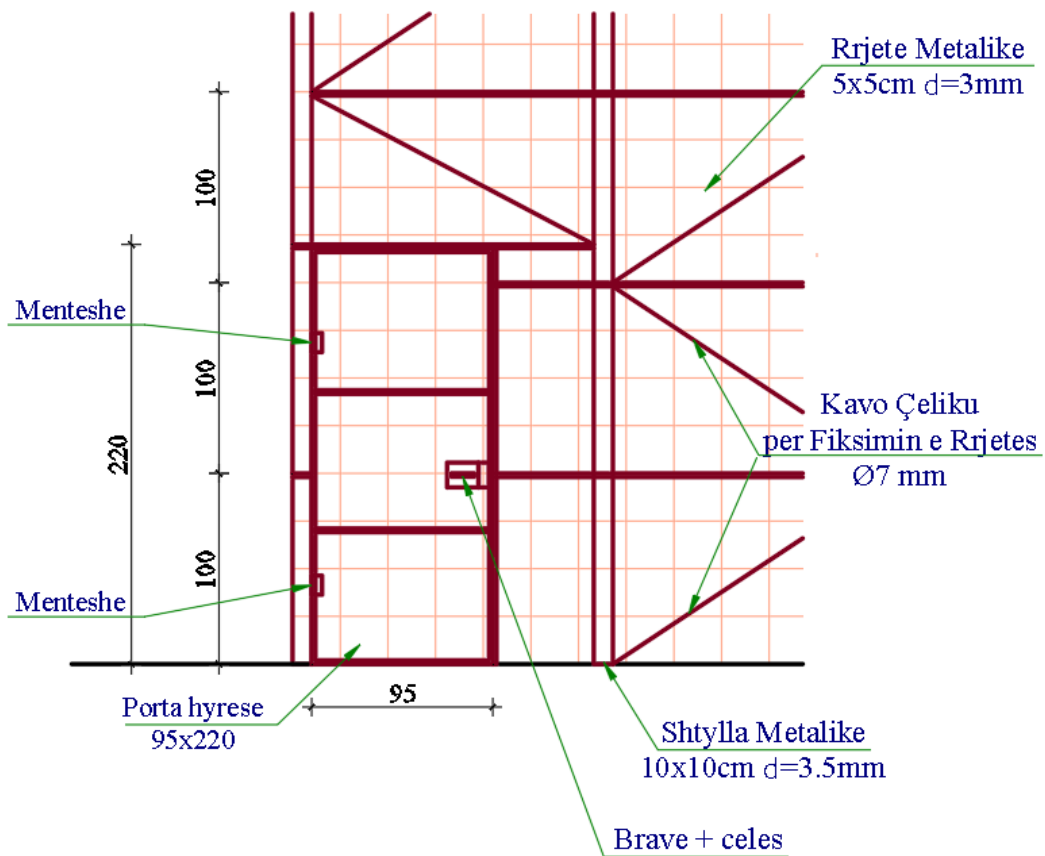 Rrjete Metalike
5x5cm d=3mm
100
Menteshe
100
220
Kavo Çeliku
per Fiksimin e Rrjetes
Ø7 mm
100
Menteshe
95
Porta hyrese
95x220
Shtylla Metalike
10x10cm d=3.5mm
Brave + celes